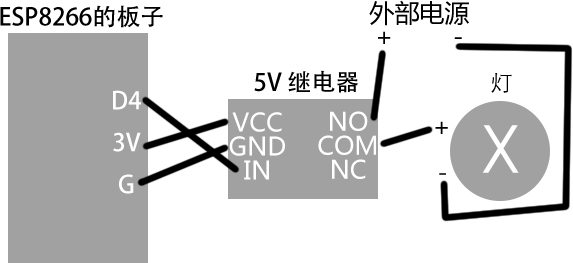 ESP8266的板子
外部电源
+ -
5V 继电器
灯
D4
3V
G
VCC
GND
IN
NO
COM
NC
+
X
-